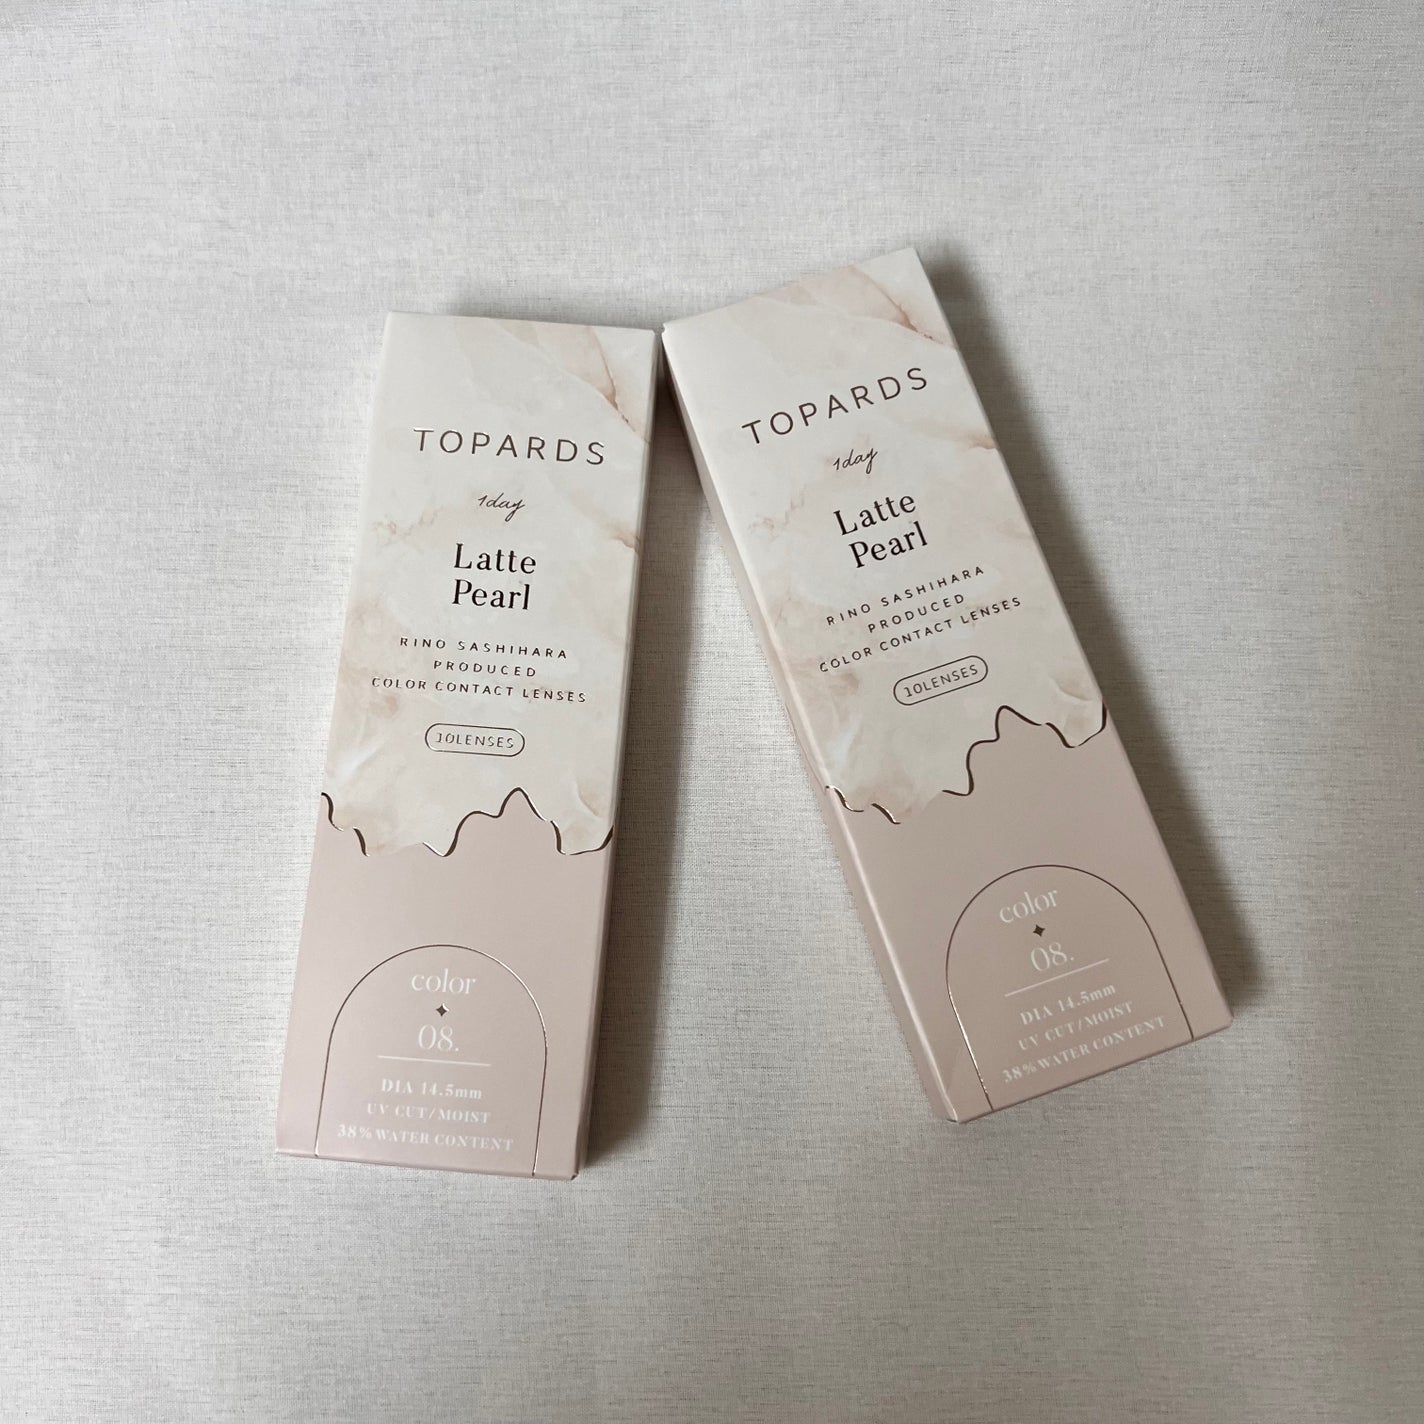 TOPARDS
1day
Latte
Pearl
RINO SASHIHARA
PRODUCED
COLOR CONTACT LENSES
10LENSES
color
08.
DIA 14.5mm
UV CUT/MOIST
38% WATER CONTENT
TOPARDS
1day
Latte
Pearl
RINO SASHIHARA
PRODUCED
COLOR CONTACT LENSES
10LENSES
color
08.
DIA 14.5mm
UV CUT/MOIST
38% WATER CONTENT